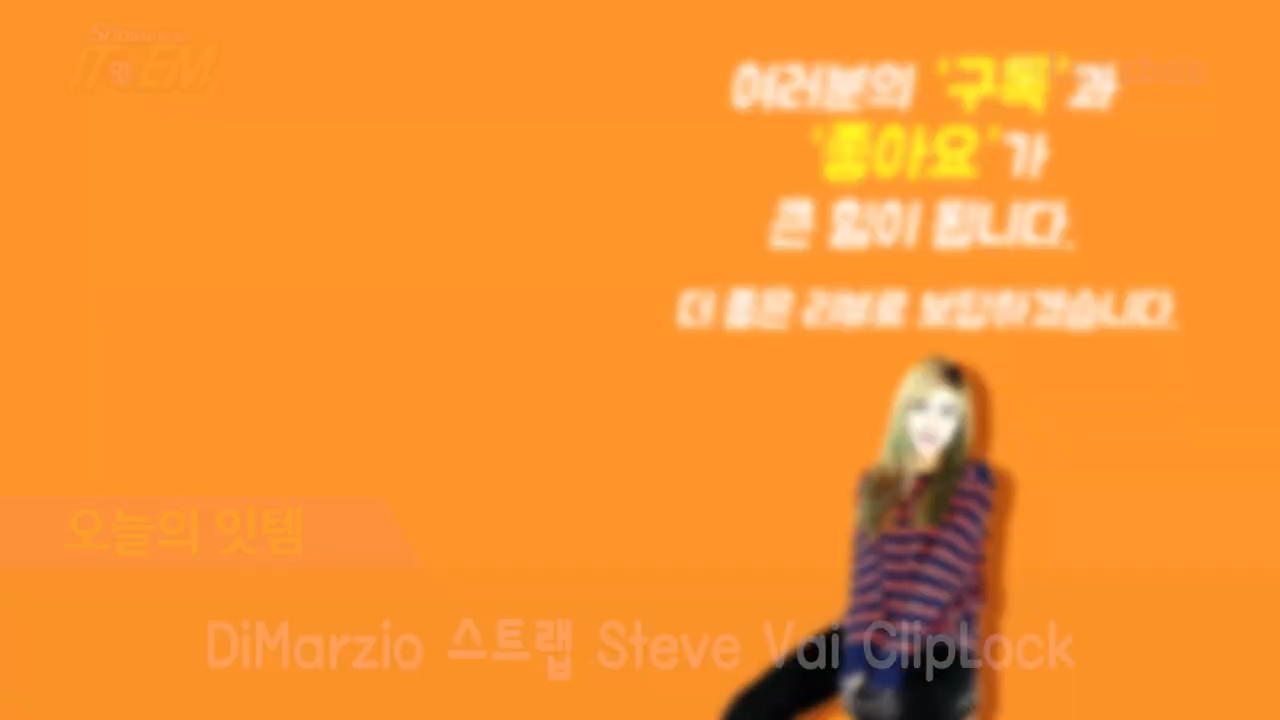 ITEM
여러분의 '구독'과
'좋아요'가
큰 힘이 됩니다.
더 좋은 리뷰로 보답하겠습니다.
오늘의 잇템
DiMarzio 스트랩 Steve Vai ClipLock